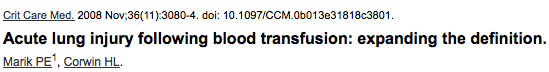 Crit Care Med. 2008 Nov;36(11):3080-4. doi: 10.1097/CCM.0b013e31818c3801.
Acute lung injury following blood transfusion: expanding the definition.
Marik PE1, Corwin HL.